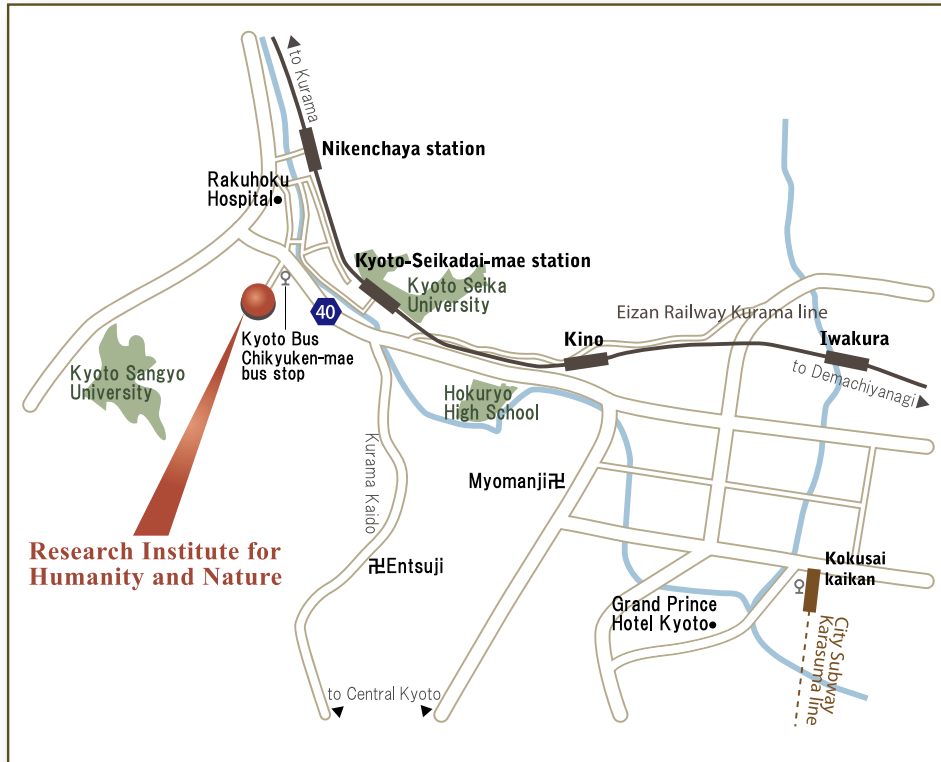 to Kurama
Nikenchaya station
Rakuhoku
Hospital
Kyoto-Seikadai-mae station
Kyoto Seika
University
40
Eizan Railway Kurama line
Kyoto Bus
Chikyuken-mae
bus stop
Kino
Iwakura
to Demachiyanagi
Kyoto Sangyo
University
Hokuryo
High School
Kurama Kaido
Myomanji卍
Research Institute for
Humanity and Nature
卍Entsuji
Kokusai
kaikan
Grand Prince
Hotel Kyoto
City Subway
Karasuma line
to Central Kyoto